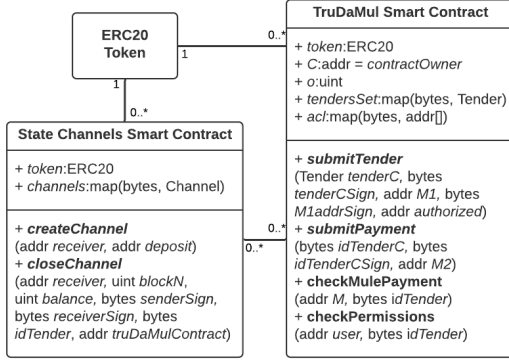 ERC20
Token
1
1
0..*
0..*
State Channels Smart Contract
+ token:ERC20
+ channels:map(bytes, Channel)
+ createChannel
(addr receiver, addr deposit)
+ closeChannel
(addr receiver, uint blockN,
uint balance, bytes senderSign,
bytes receiverSign, bytes
idTender, addr truDaMulContract)
0..*
0..*
TruDaMul Smart Contract
+ token:ERC20
+ C:addr = contractOwner
+ o:uint
+ tendersSet:map(bytes, Tender)
+ acl:map(bytes, addr[])
+ submitTender
(Tender tenderC, bytes
tenderCSign, addr M1, bytes
M1addrSign, addr authorized)
+ submitPayment
(bytes idTenderC, bytes
idTenderCSign, addr M2)
+ checkMulePayment
(addr M, bytes idTender)
+ checkPermissions
(addr user, bytes idTender)